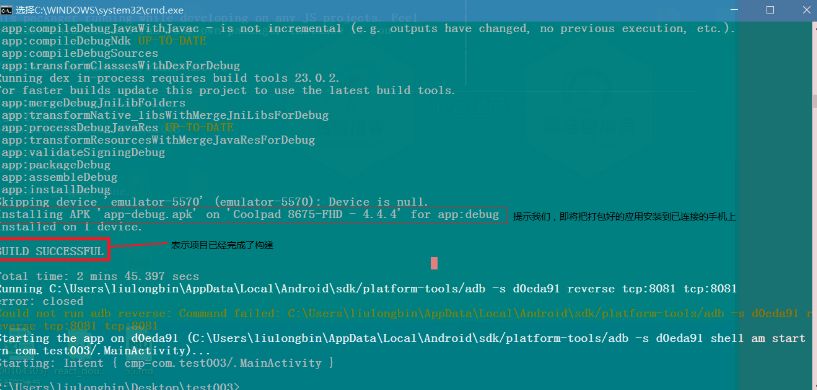 选择C:\WINDOWS\system32\cmd.exe
JS packager running while developing on any JS projects. Feel
app:compileDebugJavaWithJavac - is not incremental (e.g. outputs have changed, no previous execution, etc.).
app:compileDebugNdk UP-TO-DATE
app:compileDebugSources
app:transformClassesWithDexForDebug
Running dex in-process requires build tools 23.0.2.
For faster builds update this project to use the latest build tools.
app:mergeDebugJniLibFolders
app:transformNative_libsWithMergeJniLibsForDebug
app:processDebugJavaRes UP-TO-DATE
app:transformResourcesWithMergeJavaResForDebug
app:validateSigningDebug
app:packageDebug
app:assembleDebug
app:installDebug
Skipping device 'emulator-5570' (emulator-5570): Device is null.
Installing APK 'app-debug.apk' on 'Coolpad 8675-FHD - 4.4.4' for app:debug 提示我们，即将把打包好的应用安装到已连接的手机上
Installed on 1 device.
BUILD SUCCESSFUL 表示项目已经完成了构建
Total time: 2 mins 45.397 secs
Running C:\Users\liulongbin\AppData\Local\Android\sdk/platform-tools/adb -s d0eda91 reverse tcp:8081 tcp:8081
error: closed
Could not run adb reverse: Command failed: C:\Users\liulongbin\AppData\Local\Android\sdk/platform-tools/adb -s d0eda91 r
everse tcp:8081 tcp:8081
Starting the app on d0eda91 (C:\Users\liulongbin\AppData\Local\Android\sdk/platform-tools/adb -s d0eda91 shell am start
-n com.test003/.MainActivity)...
Starting: Intent { cmp=com.test003/.MainActivity }
C:\Users\liulongbin\Desktop\test003>